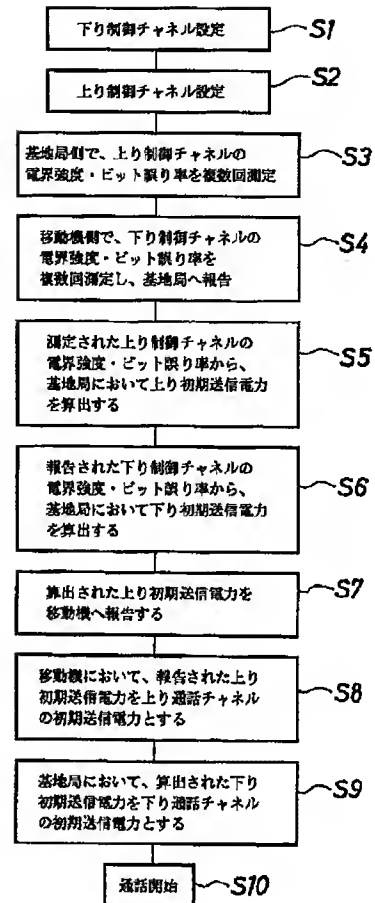 下り制御チャネル設定
S1
上り制御チャネル設定
S2
基地局側で、上り制御チャネルの
電界強度・ビット誤り率を複数回測定
S3
移動機側で、下り制御チャネルの
電界強度・ビット誤り率を
複数回測定し、基地局へ報告
S4
測定された上り制御チャネルの
電界強度・ビット誤り率から、
基地局において上り初期送信電力
を算出する
S5
報告された下り制御チャネルの
電界強度・ビット誤り率から、
基地局において下り初期送信電力
を算出する
S6
算出された上り初期送信電力を
移動機へ報告する
S7
移動機において、報告された上り
初期送信電力を上り通話チャネル
の初期送信電力とする
S8
基地局において、算出された下り
初期送信電力を下り通話チャネル
の初期送信電力とする
S9
通話開始
S10